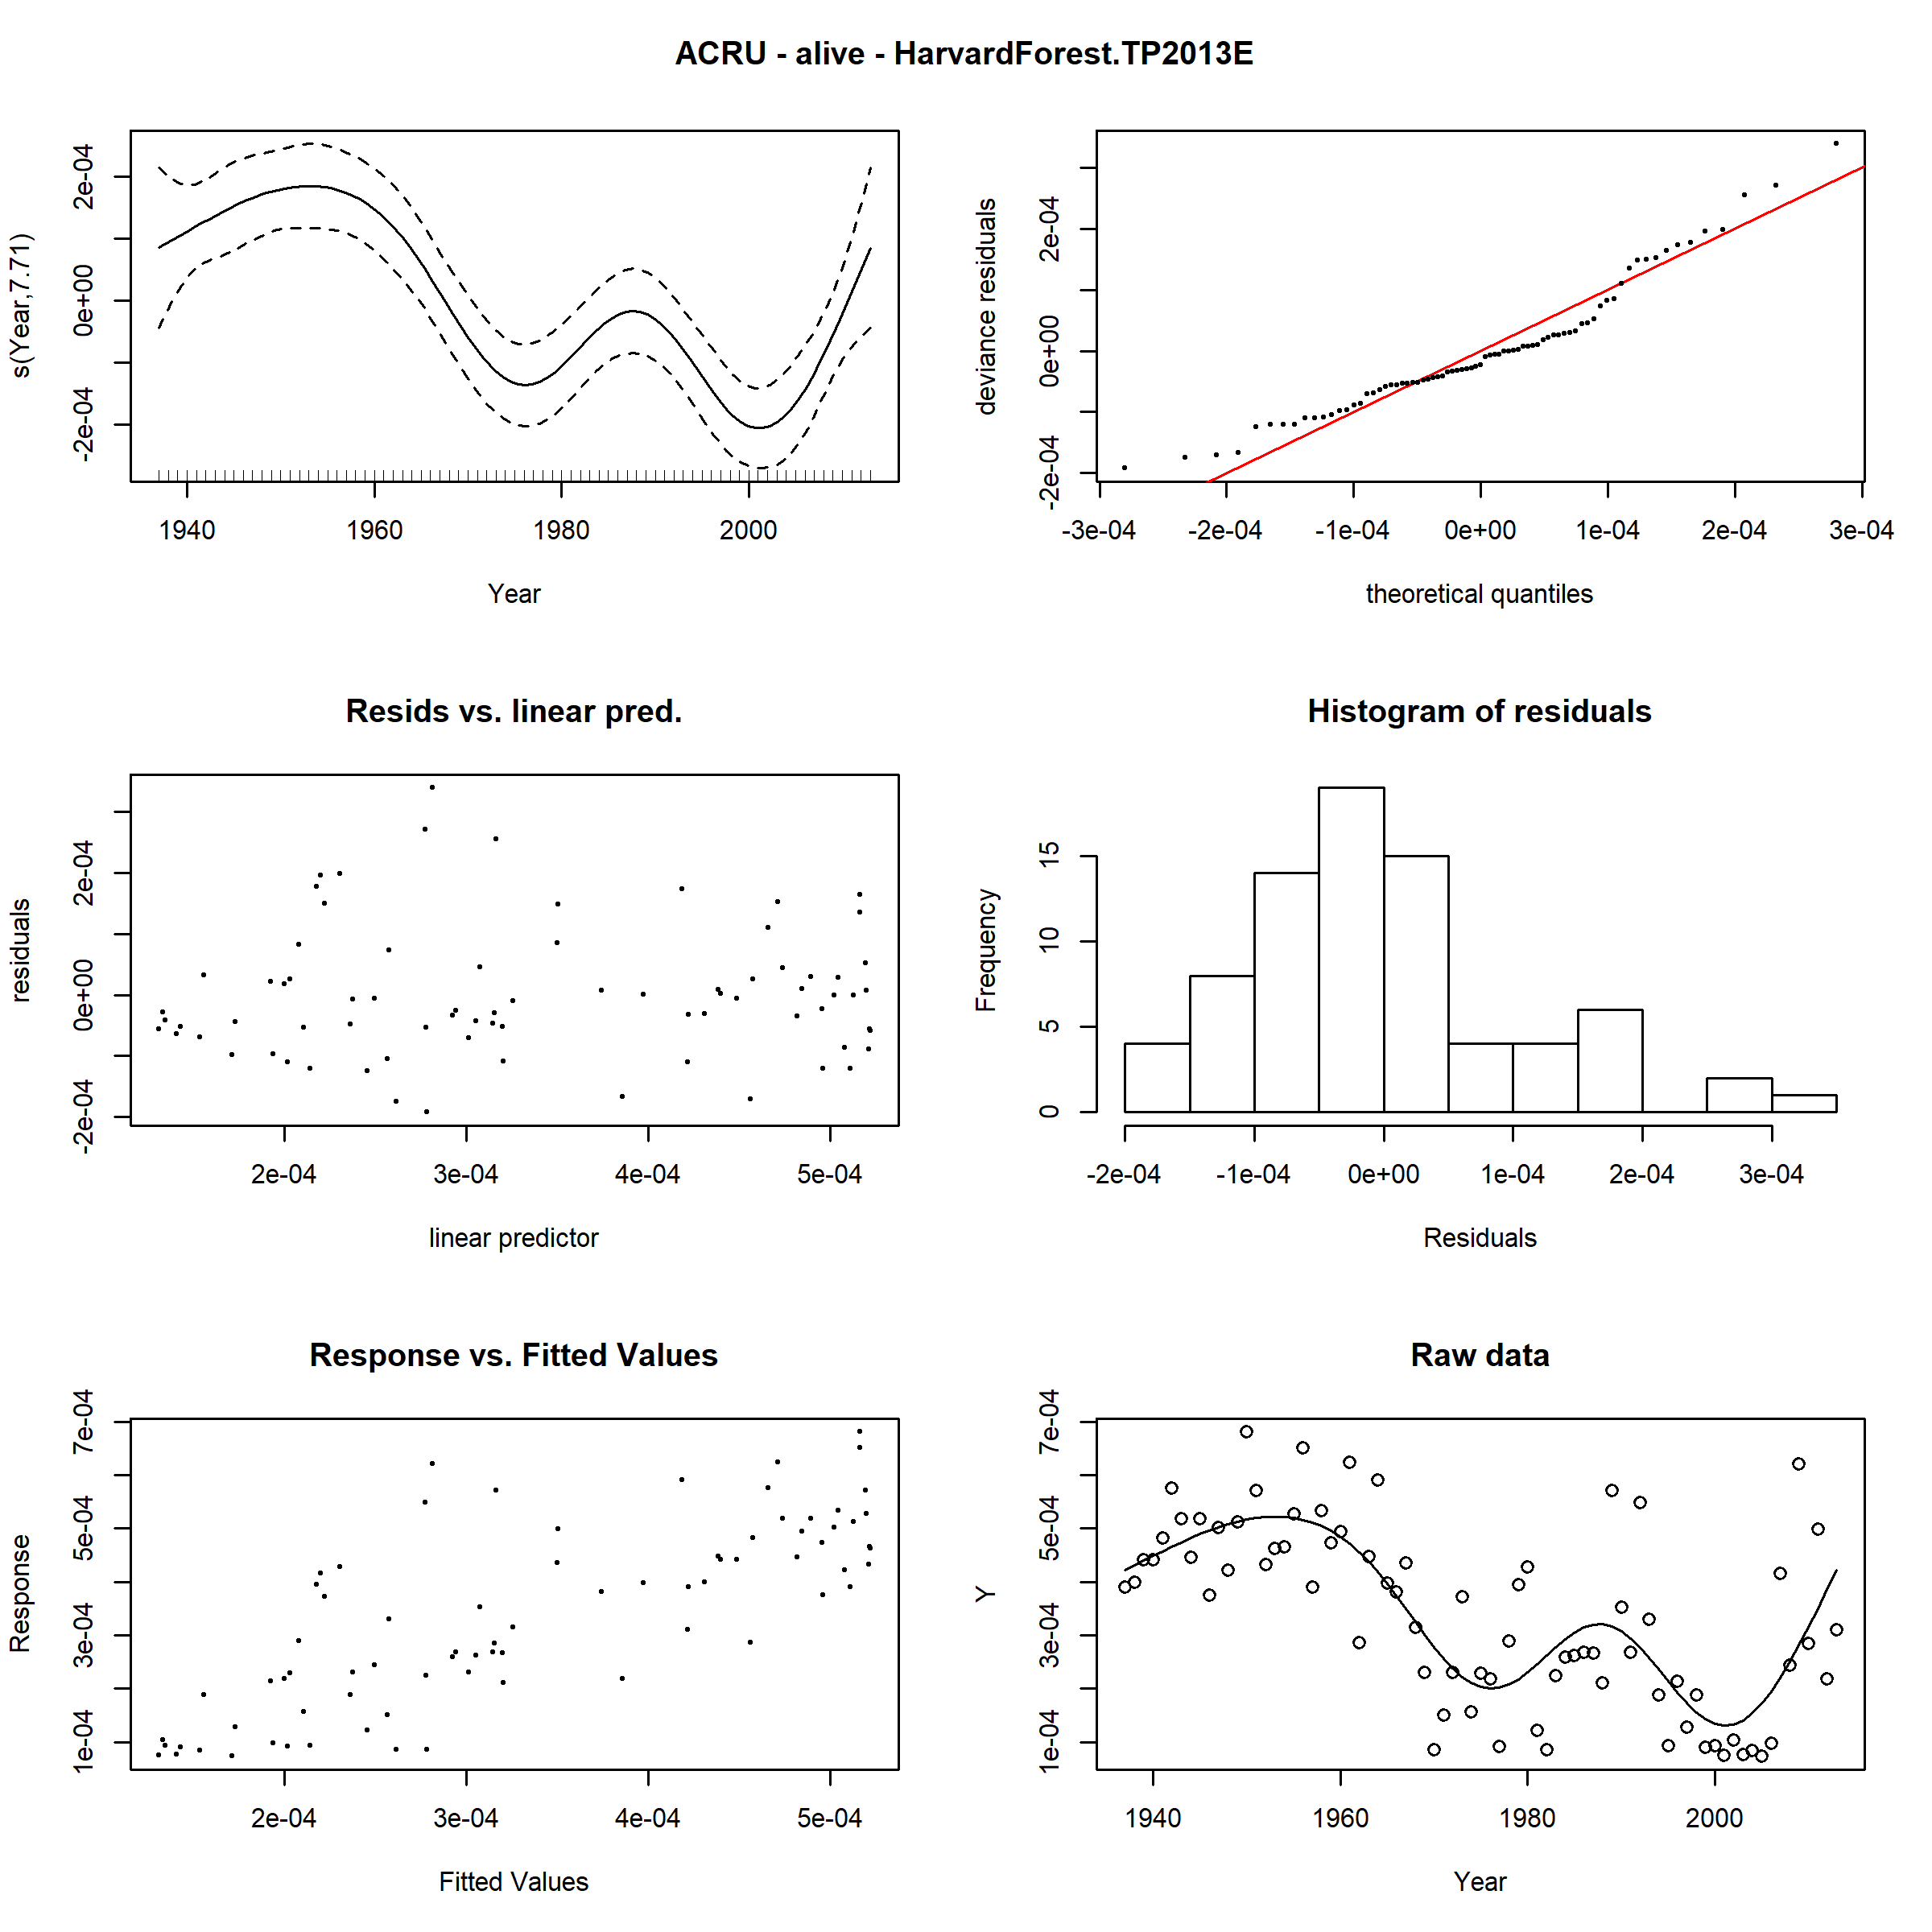 ACRU - alive - HarvardForest.TP2013E
s(Year,7.71)
-2e-04 0e+00 2e-04
1940 1960 1980 2000
Year
deviance residuals
-2e-04 0e+00 2e-04
-3e-04 -2e-04 -1e-04 0e+00 1e-04 2e-04 3e-04
theoretical quantiles
Resids vs. linear pred.
residuals
-2e-04 0e+00 2e-04
2e-04 3e-04 4e-04 5e-04
linear predictor
Histogram of residuals
Frequency
0 5 10 15
-2e-04 -1e-04 0e+00 1e-04 2e-04 3e-04
Residuals
Response vs. Fitted Values
Response
1e-04 3e-04 5e-04 7e-04
2e-04 3e-04 4e-04 5e-04
Fitted Values
Raw data
Y
1e-04 3e-04 5e-04 7e-04
1940 1960 1980 2000
Year